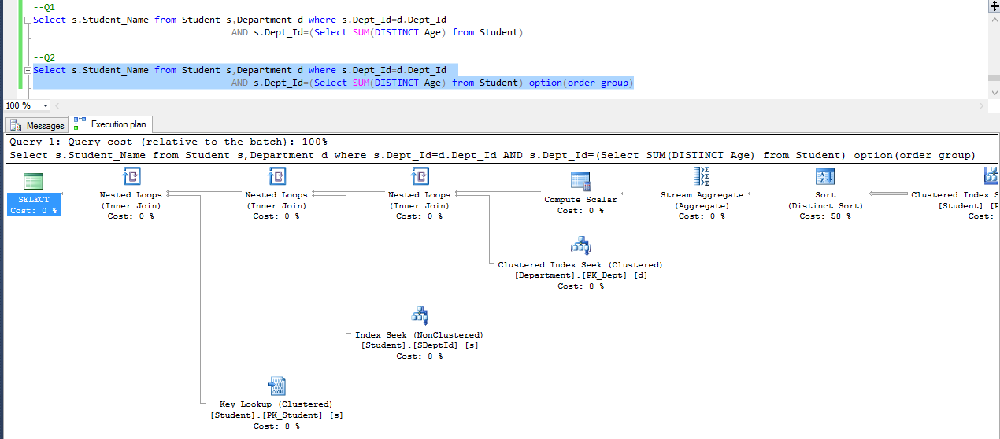 --Q1
Select s.Student_Name from Student s,Department d where s.Dept_Id=d.Dept_Id
AND s.Dept_Id=(Select SUM(DISTINCT Age) from Student)
--Q2
Select s.Student_Name from Student s,Department d where s.Dept_Id=d.Dept_Id
AND s.Dept_Id=(Select SUM(DISTINCT Age) from Student) option(order group)
100 %
Messages
Execution plan
Query 1: Query cost (relative to the batch): 100%
Select s.Student_Name from Student s,Department d where s.Dept_Id=d.Dept_Id AND s.Dept_Id=(Select SUM(DISTINCT Age) from Student) option(order group)
SELECT
Cost: 0 %
Nested Loops
(Inner Join)
Cost: 0 %
Nested Loops
(Inner Join)
Cost: 0 %
Nested Loops
(Inner Join)
Cost: 0 %
Compute Scalar
Cost: 0 %
Stream Aggregate
(Aggregate)
Cost: 0 %
Sort
(Distinct Sort)
Cost: 58 %
Clustered Index S
[Student].[P
Cost:
Clustered Index Seek (Clustered)
[Department].[PK_Dept] [d]
Cost: 8 %
Index Seek (NonClustered)
[Student].[SDeptId] [s]
Cost: 8 %
Key Lookup (Clustered)
[Student].[PK_Student] [s]
Cost: 8 %